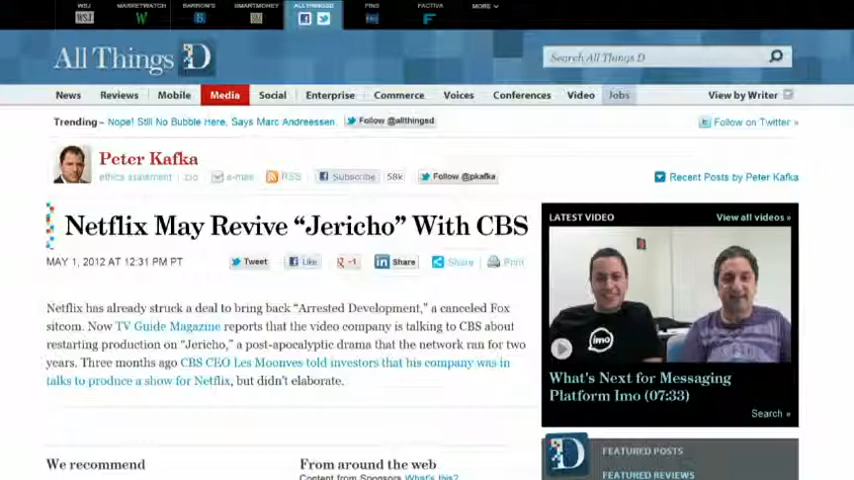 WSJ MARKETWATCH BARRON'S SMARTMONEY ALLTHINGSD FINS FACTIVA MORE
WSJ W B SM F
All Things D
Search All Things D
News Reviews Mobile Media Social Enterprise Commerce Voices Conferences Video Jobs View by Writer
Trending – Nope! Still No Bubble Here, Says Marc Andreessen. Follow @allthingsd Follow on Twitter »
Peter Kafka
ethics statement bio e-mail RSS Subscribe 58k Follow @pkafka Recent Posts by Peter Kafka
Netflix May Revive “Jericho” With CBS
MAY 1, 2012 AT 12:31 PM PT Tweet Like +1 Share Share Print
Netflix has already struck a deal to bring back “Arrested Development,” a canceled Fox
sitcom. Now TV Guide Magazine reports that the video company is talking to CBS about
restarting production on “Jericho,” a post-apocalyptic drama that the network ran for two
years. Three months ago CBS CEO Les Moonves told investors that his company was in
talks to produce a show for Netflix, but didn’t elaborate.
We recommend
From around the web
Content from Sponsors What's this?
LATEST VIDEO View all videos »
imo
What's Next for Messaging
Platform Imo (07:33)
Search »
D
FEATURED POSTS
FEATURED REVIEWS